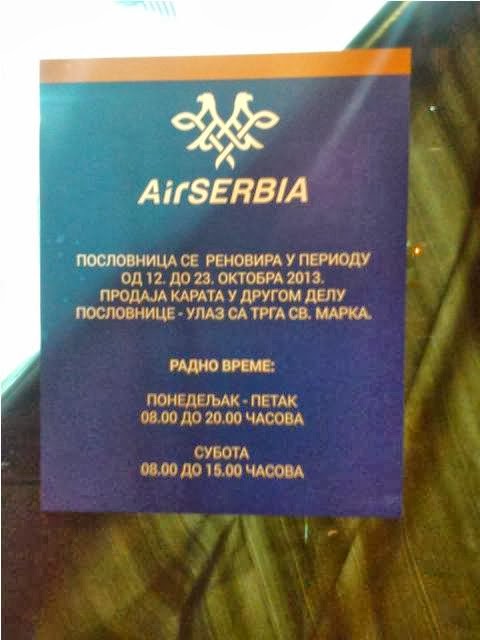 AirSERBIA
ПОСЛОВНИЦА СЕ РЕНОВИРА У ПЕРИОДУ
ОД 12. ДО 23. ОКТОБРА 2013.
ПРОДАЈА КАРАТА У ДРУГОМ ДЕЛУ
ПОСЛОВНИЦЕ - УЛАЗ СА ТРГА СВ. МАРКА.
РАДНО ВРЕМЕ:
ПОНЕДЕЉАК - ПЕТАК
08.00 ДО 20.00 ЧАСОВА
СУБОТА
08.00 ДО 15.00 ЧАСОВА